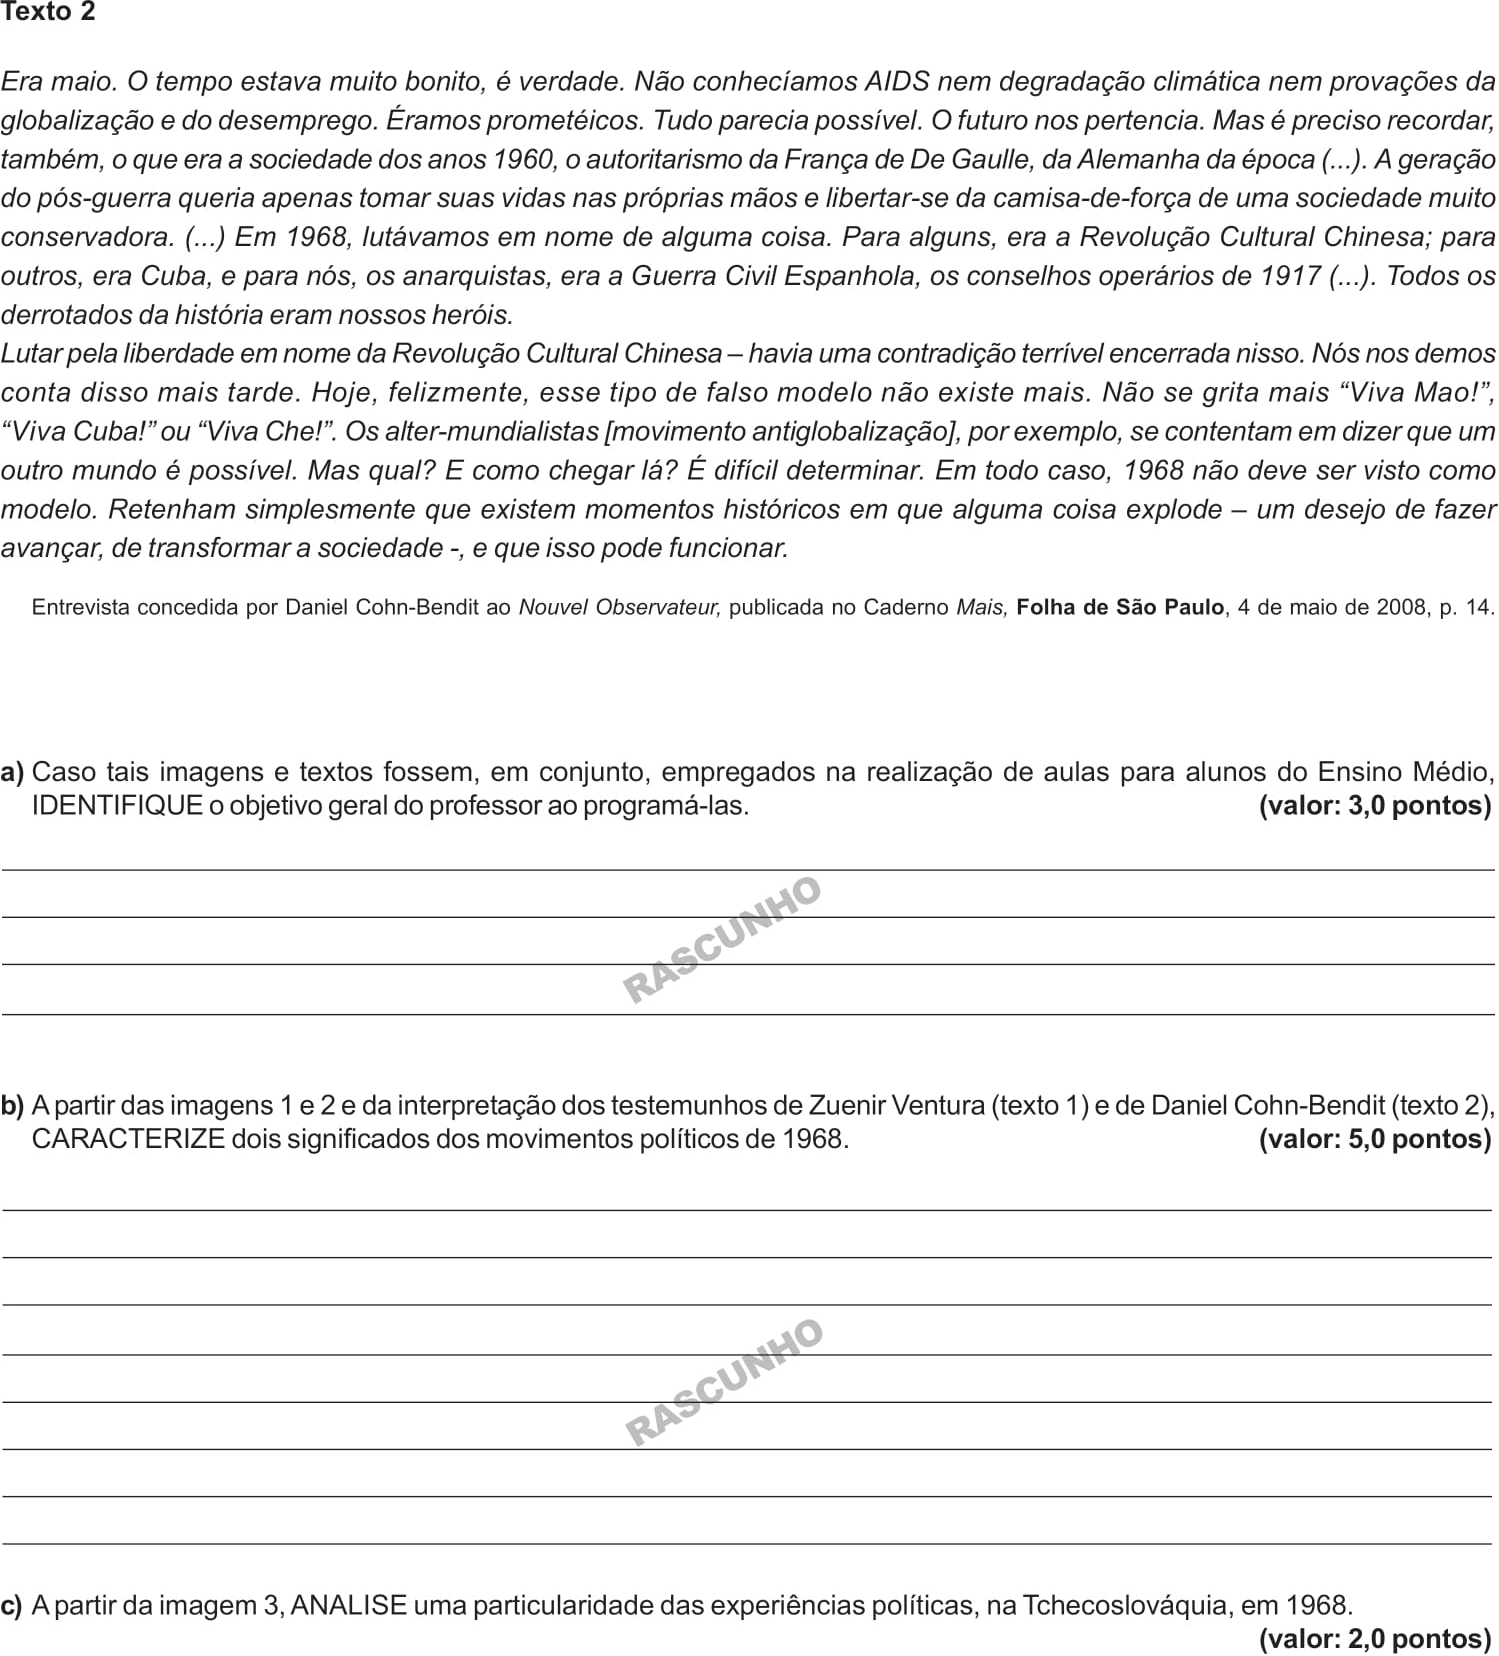 Texto 2
Era maio. O tempo estava muito bonito, é verdade. Não conhecíamos AIDS nem degradação climática nem provações da
globalização e do desemprego. Éramos prometéicos. Tudo parecia possível. O futuro nos pertencia. Mas é preciso recordar,
também, o que era a sociedade dos anos 1960, o autoritarismo da França de De Gaulle, da Alemanha da época (...). A geração
do pós-guerra queria apenas tomar suas vidas nas próprias mãos e libertar-se da camisa-de-força de uma sociedade muito
conservadora. (...) Em 1968, lutávamos em nome de alguma coisa. Para alguns, era a Revolução Cultural Chinesa; para
outros, era Cuba, e para nós, os anarquistas, era a Guerra Civil Espanhola, os conselhos operários de 1917 (...). Todos os
derrotados da história eram nossos heróis.
Lutar pela liberdade em nome da Revolução Cultural Chinesa – havia uma contradição terrível encerrada nisso. Nós nos demos
conta disso mais tarde. Hoje, felizmente, esse tipo de falso modelo não existe mais. Não se grita mais “Viva Mao!”,
“Viva Cuba!” ou “Viva Che!”. Os alter-mundialistas [movimento antiglobalização], por exemplo, se contentam em dizer que um
outro mundo é possível. Mas qual? E como chegar lá? É difícil determinar. Em todo caso, 1968 não deve ser visto como
modelo. Retenham simplesmente que existem momentos históricos em que alguma coisa explode – um desejo de fazer
avançar, de transformar a sociedade -, e que isso pode funcionar.
Entrevista concedida por Daniel Cohn-Bendit ao Nouvel Observateur, publicada no Caderno Mais, Folha de São Paulo, 4 de maio de 2008, p. 14.
a) Caso tais imagens e textos fossem, em conjunto, empregados na realização de aulas para alunos do Ensino Médio,
IDENTIFIQUE o objetivo geral do professor ao programá-las. (valor: 3,0 pontos)
RASCUNHO
b) A partir das imagens 1 e 2 e da interpretação dos testemunhos de Zuenir Ventura (texto 1) e de Daniel Cohn-Bendit (texto 2),
CARACTERIZE dois significados dos movimentos políticos de 1968. (valor: 5,0 pontos)
RASCUNHO
c) A partir da imagem 3, ANALISE uma particularidade das experiências políticas, na Tchecoslováquia, em 1968.
(valor: 2,0 pontos)